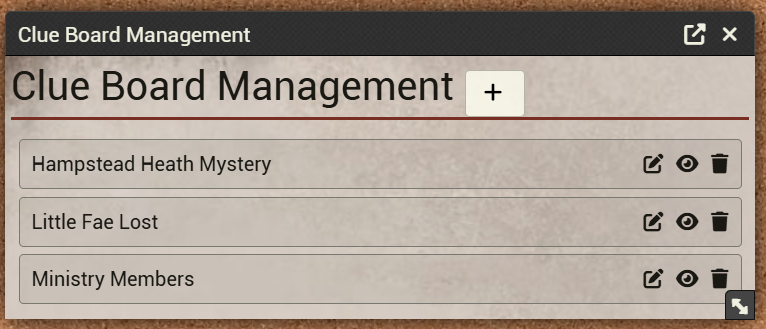 Clue Board Management
Clue Board Management +
Hampstead Heath Mystery
Little Fae Lost
Ministry Members